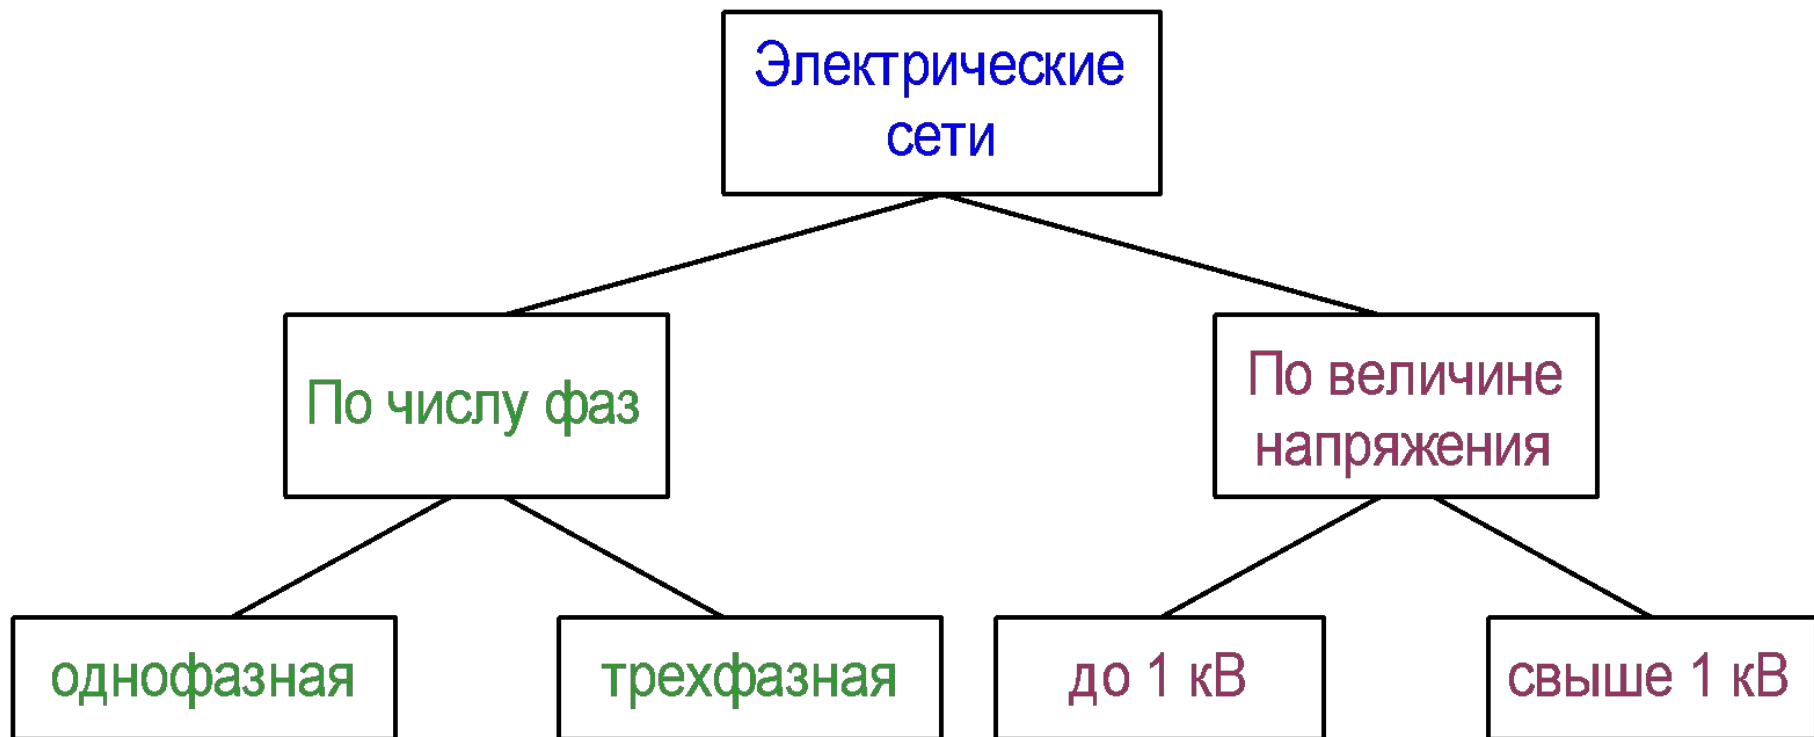 Электрические
сети
По числу фаз
По величине
напряжения
однофазная
трехфазная
до 1 кВ
свыше 1 кВ